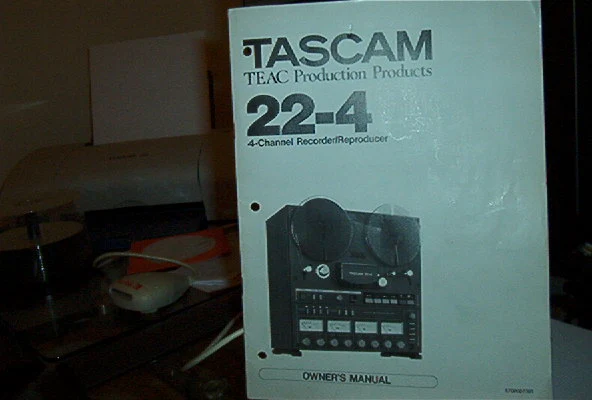 TASCAM
TEAC Production Products
22-4
4-Channel Recorder/Reproducer
OWNER'S MANUAL